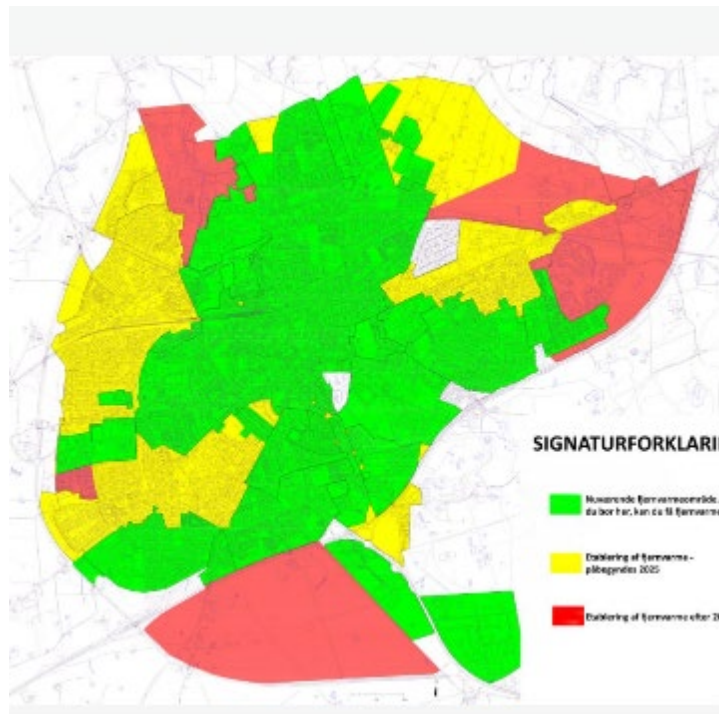 SIGNATURFORKLARI
Nuværende fjernvarmeområde.
du bor her, kan du få fjernvarme
Etablering af fjernvarme -
påbegyndes 2025
Etablering af fjernvarme efter 2